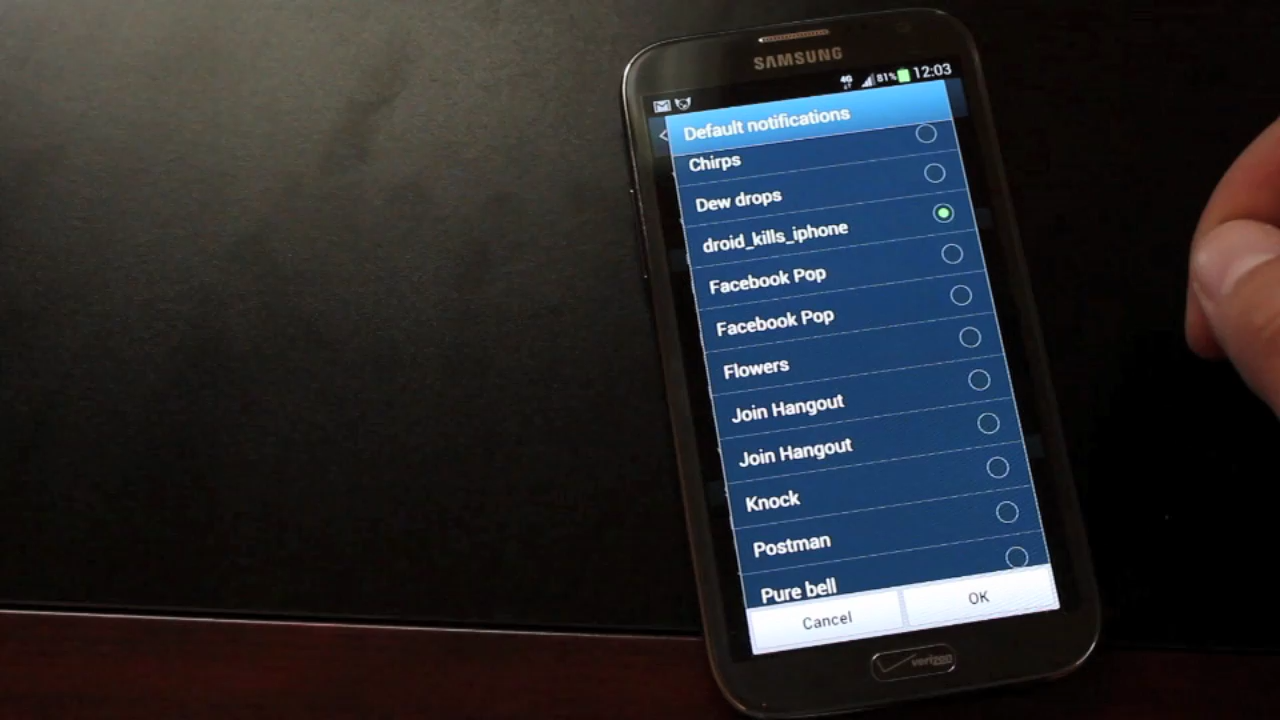 SAMSUNG
4G 81% 12:03
Default notifications
Chirps
Dew drops
droid_kills_iphone
Facebook Pop
Facebook Pop
Flowers
Join Hangout
Join Hangout
Knock
Postman
Pure bell
Cancel OK
verizon